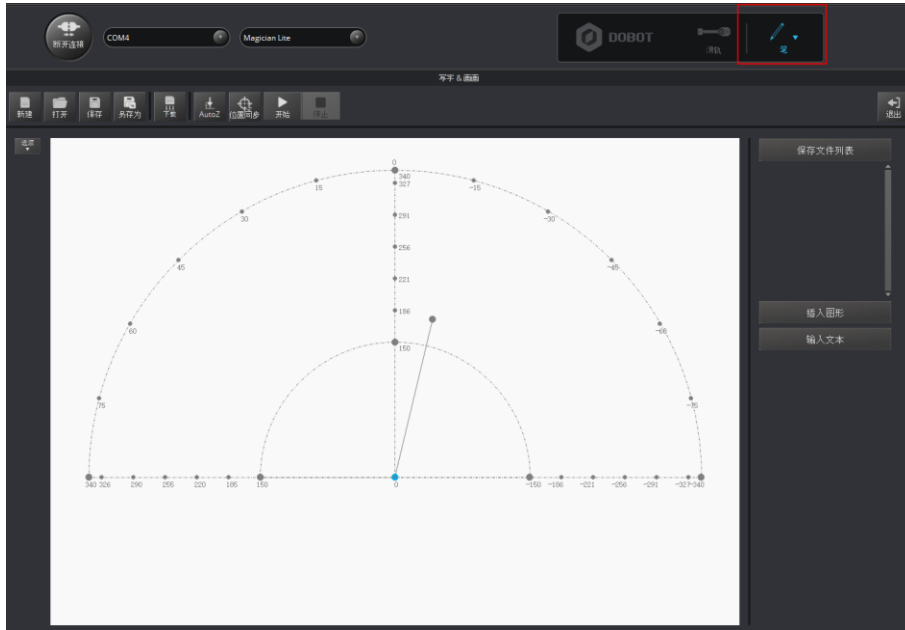 断开连接
COM4
Magician Lite
DOBOT
滑轨
笔
写字 & 画画
新建 打开 保存 另存为 下载 AutoZ 位置同步 开始 停止
退出
选项
保存文件列表
插入图形
输入文本
0
340
327
15
-15
291
30
-30
256
45
-45
221
186
60
-60
150
75
-75
340 326 290 255 220 185 150 0 -150 -186 -221 -256 -291 -327 -340